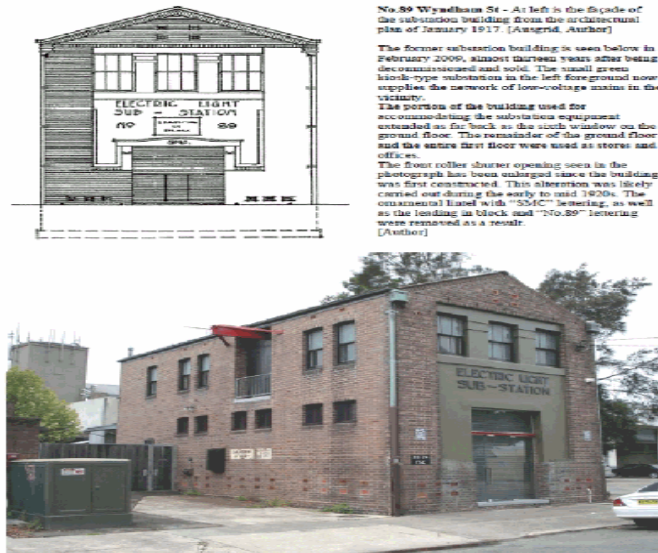 No.89 Wyndham St - At left is the façade of
the substation building from the architectural
plan of January 1917. [Ausgrid, Author]
The former substation building is seen below in
February 2009, almost thirteen years after being
decommissioned and sold. The small green
kiosk-type substation in the left foreground now
supplies the network of low-voltage mains in the
vicinity.
The portion of the building used for
accommodating the substation equipment
extended as far back as the sixth window on the
ground floor. The remainder of the ground floor
and the entire first floor were used as stores and
offices.
The front roller shutter opening seen in the
photograph has been enlarged since the building
was first constructed. This alteration was likely
carried out during the early to mid 1920s. The
ornamental lintel with "SMC" lettering, as well
as the leading in block and "No.89" lettering
were removed as a result.
[Author]
ELECTRIC LIGHT
SUB-STATION
NO 89
ELECTRIC LIGHT
SUB-STATION